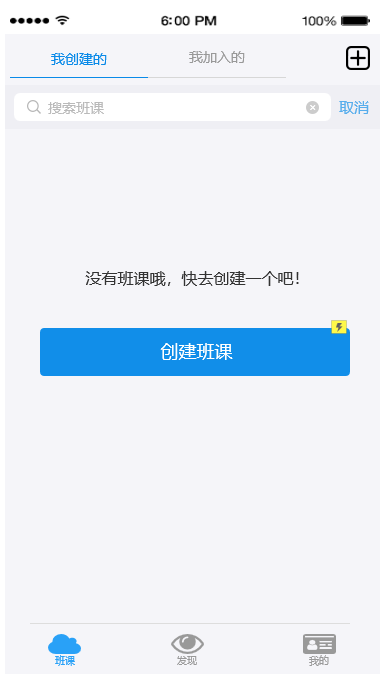 6:00 PM 100%
我创建的 我加入的
搜索班课 取消
没有班课哦，快去创建一个吧！
创建班课
班课 发现 我的